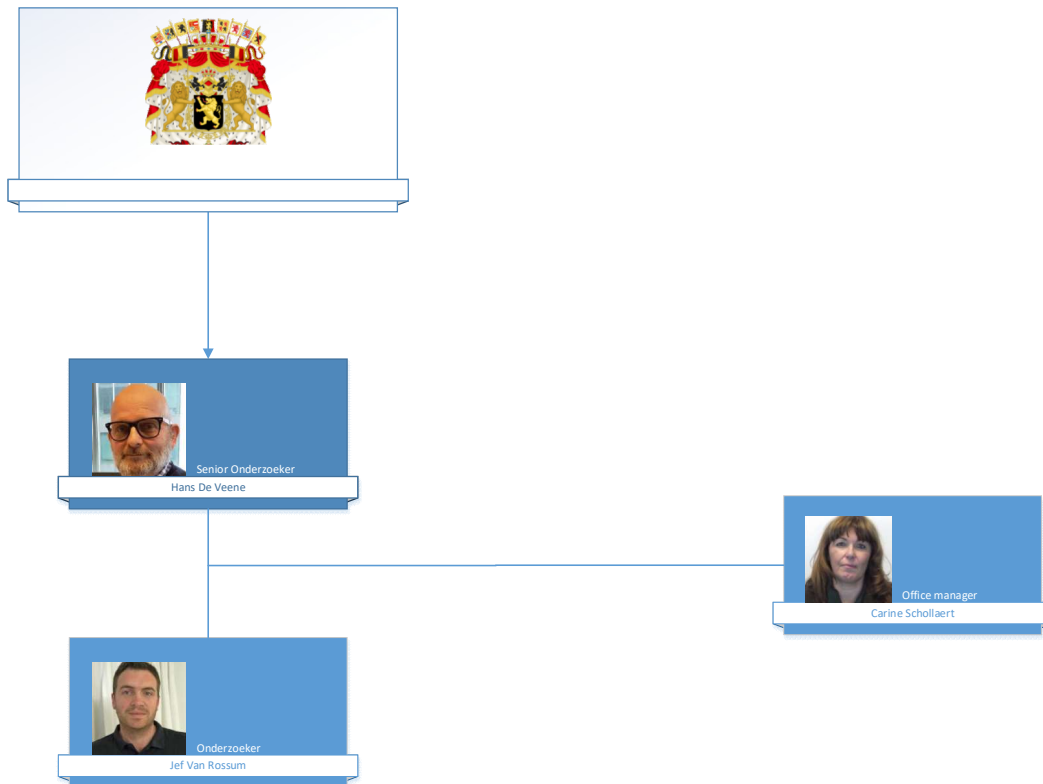 Senior Onderzoeker
Hans De Veene
Office manager
Carine Schollaert
Onderzoeker
Jef Van Rossum